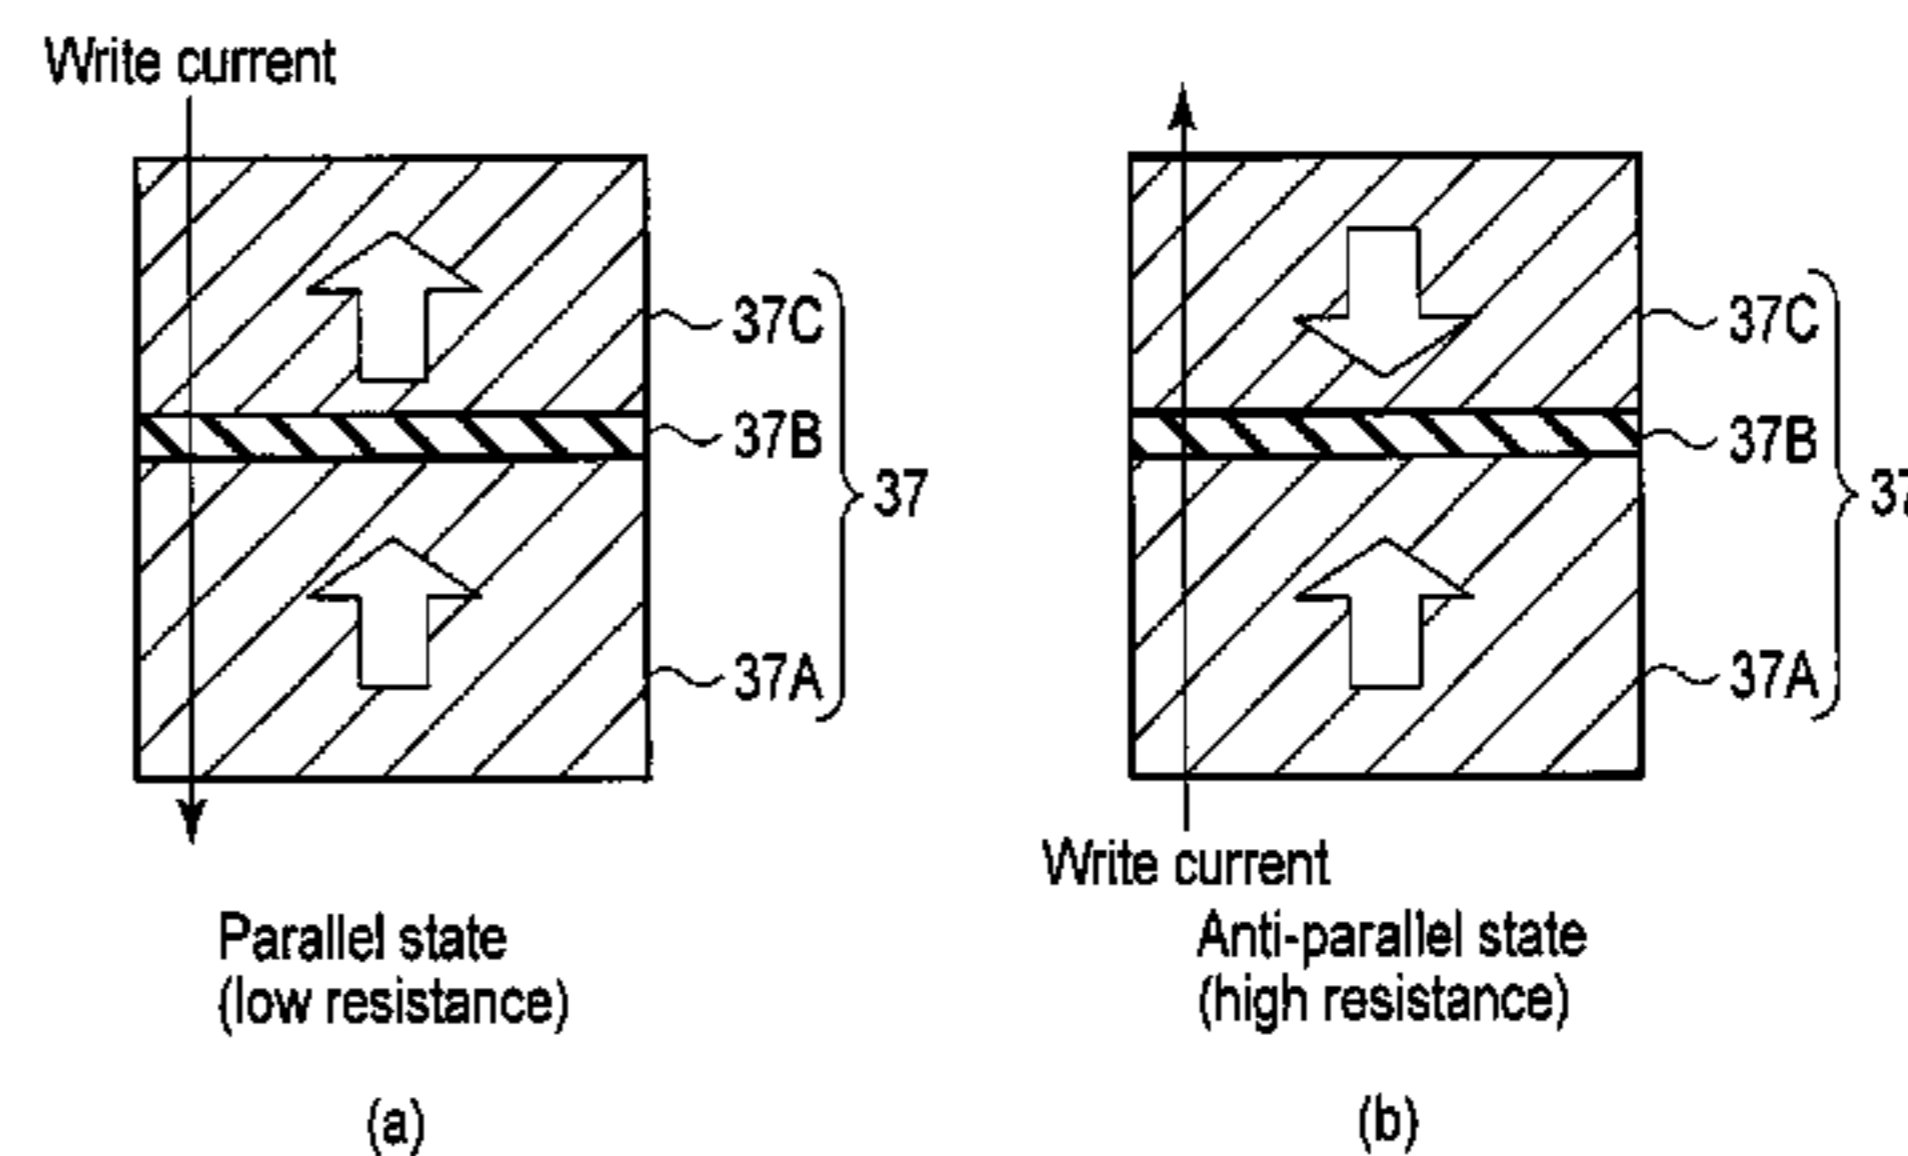 Write current
37C
37B
37
37A
Parallel state
(low resistance)
(a)
37C
37B
37
37A
Write current
Anti-parallel state
(high resistance)
(b)